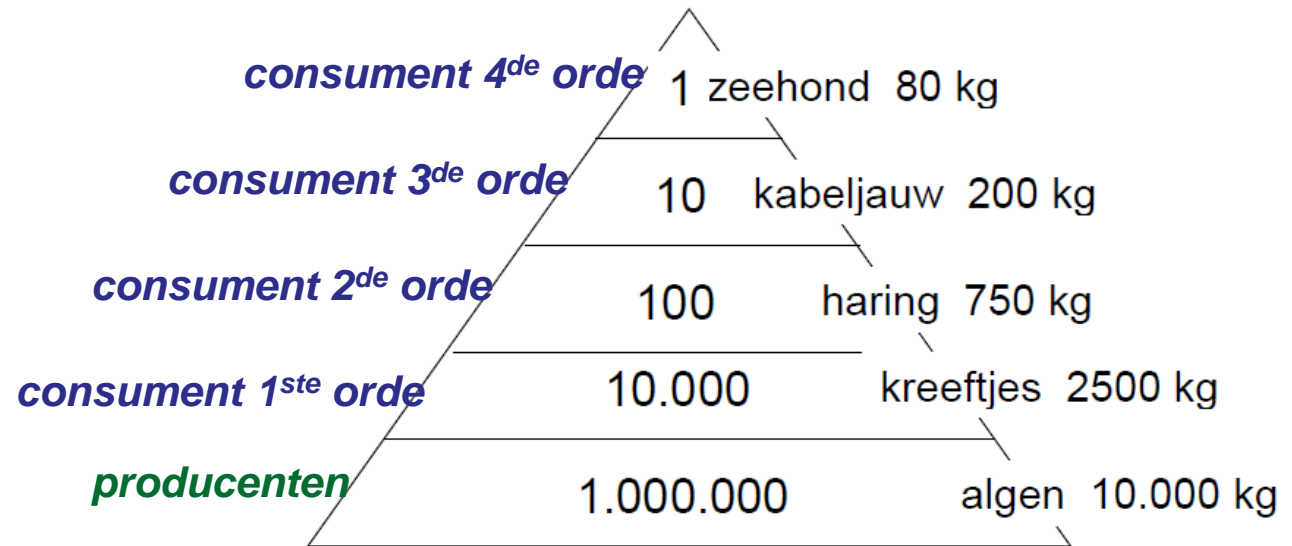 consument 4de orde 1 zeehond 80 kg
consument 3de orde 10 kabeljauw 200 kg
consument 2de orde 100 haring 750 kg
consument 1ste orde 10.000 kreeftjes 2500 kg
producenten 1.000.000 algen 10.000 kg